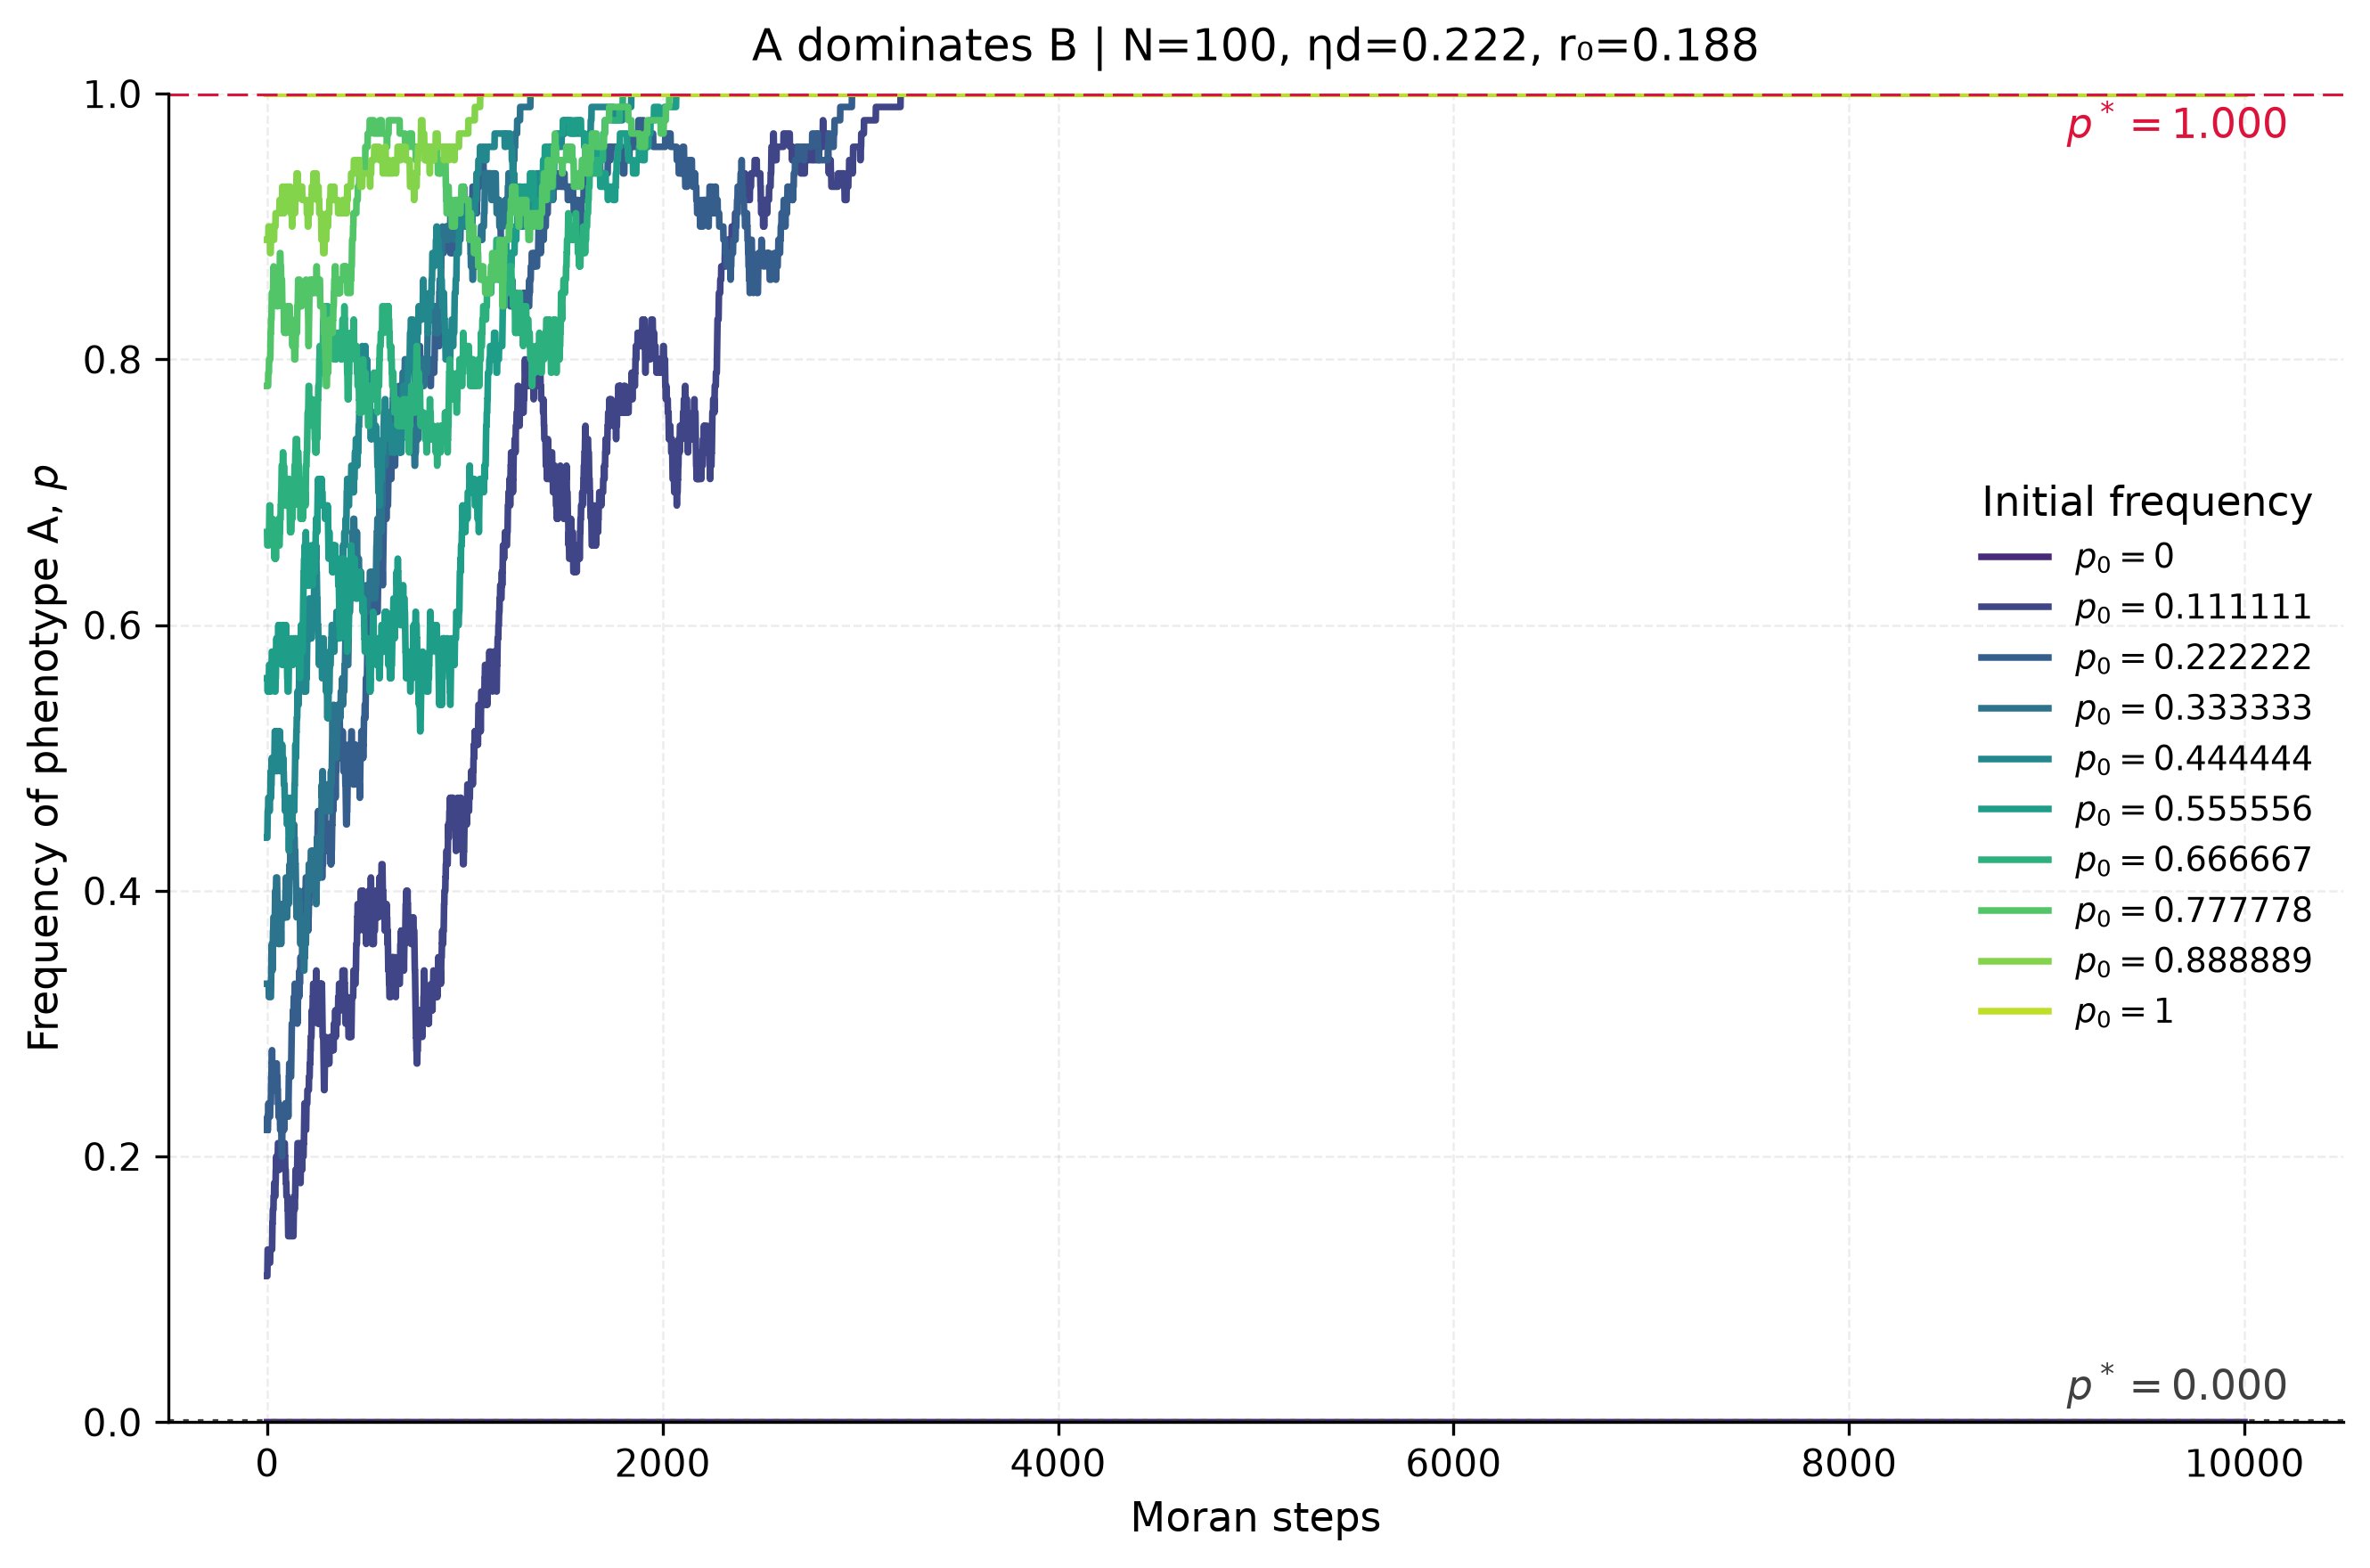 A dominates B | N=100, ηd=0.222, r₀=0.188
Frequency of phenotype A, p
1.0
0.8
0.6
0.4
0.2
0.0
p* = 1.000
Initial frequency
p₀ = 0
p₀ = 0.111111
p₀ = 0.222222
p₀ = 0.333333
p₀ = 0.444444
p₀ = 0.555556
p₀ = 0.666667
p₀ = 0.777778
p₀ = 0.888889
p₀ = 1
p* = 0.000
0 2000 4000 6000 8000 10000
Moran steps